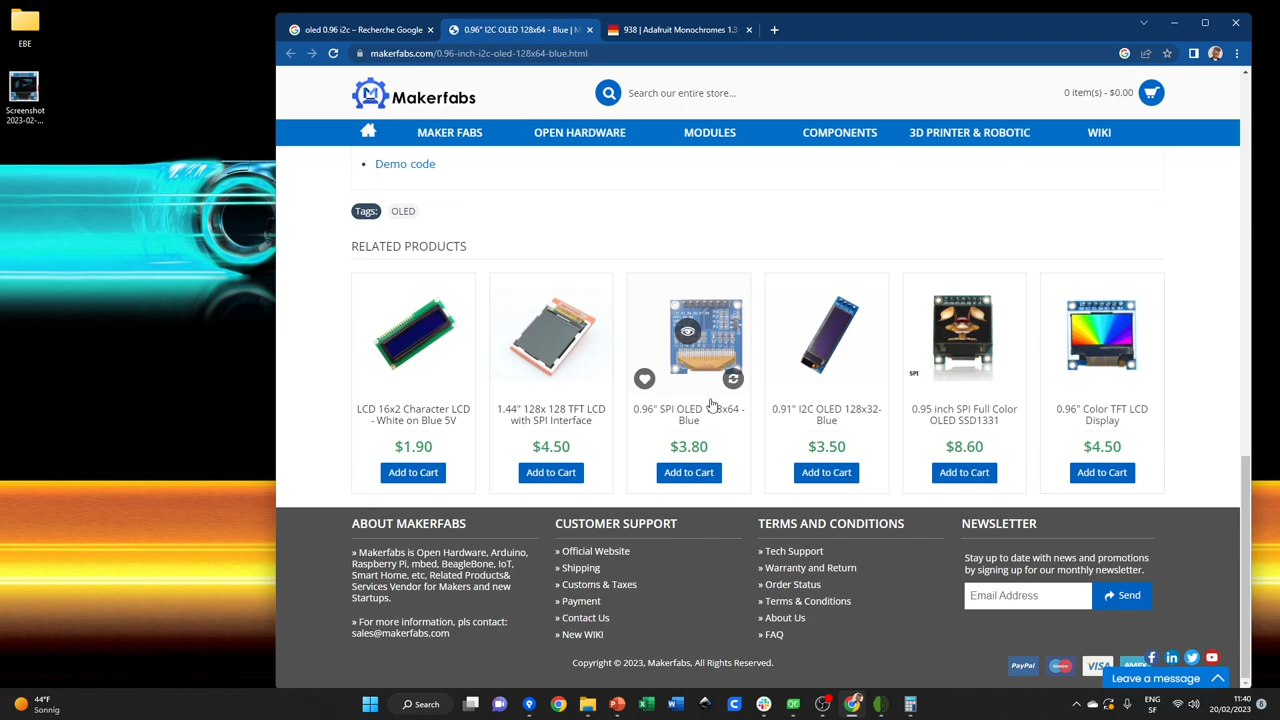 EBE
Screenshot
2023-02-...
oled 0.96 i2c – Recherche Google
0.96" I2C OLED 128x64 - Blue | M
938 | Adafruit Monochromes 1.3
makerfabs.com/0.96-inch-i2c-oled-128x64-blue.html
Makerfabs
Search our entire store...
0 item(s) - $0.00
MAKER FABS OPEN HARDWARE MODULES COMPONENTS 3D PRINTER & ROBOTIC WIKI
• Demo code
Tags: OLED
RELATED PRODUCTS
SPI
LCD 16x2 Character LCD
- White on Blue 5V
$1.90
Add to Cart
1.44" 128x 128 TFT LCD
with SPI Interface
$4.50
Add to Cart
0.96" SPI OLED 128x64 -
Blue
$3.80
Add to Cart
0.91" I2C OLED 128x32-
Blue
$3.50
Add to Cart
0.95 inch SPI Full Color
OLED SSD1331
$8.60
Add to Cart
0.96" Color TFT LCD
Display
$4.50
Add to Cart
ABOUT MAKERFABS
» Makerfabs is Open Hardware, Arduino,
Raspberry Pi, mbed, BeagleBone, IoT,
Smart Home, etc, Related Products&
Services Vendor for Makers and new
Startups.
» For more information, pls contact:
sales@makerfabs.com
CUSTOMER SUPPORT
» Official Website
» Shipping
» Customs & Taxes
» Payment
» Contact Us
» New WIKI
TERMS AND CONDITIONS
» Tech Support
» Warranty and Return
» Order Status
» Terms & Conditions
» About Us
» FAQ
NEWSLETTER
Stay up to date with news and promotions
by signing up for our monthly newsletter.
Email Address
Send
Copyright © 2023, Makerfabs, All Rights Reserved.
PayPal VISA AMEX
Leave a message
44°F
Sonnig
Search
ENG
SF
11:40
20/02/2023